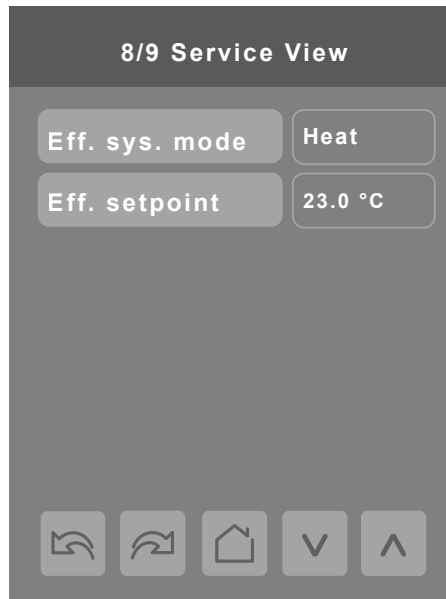 8/9 Service View
Eff. sys. mode Heat
Eff. setpoint 23.0 °C